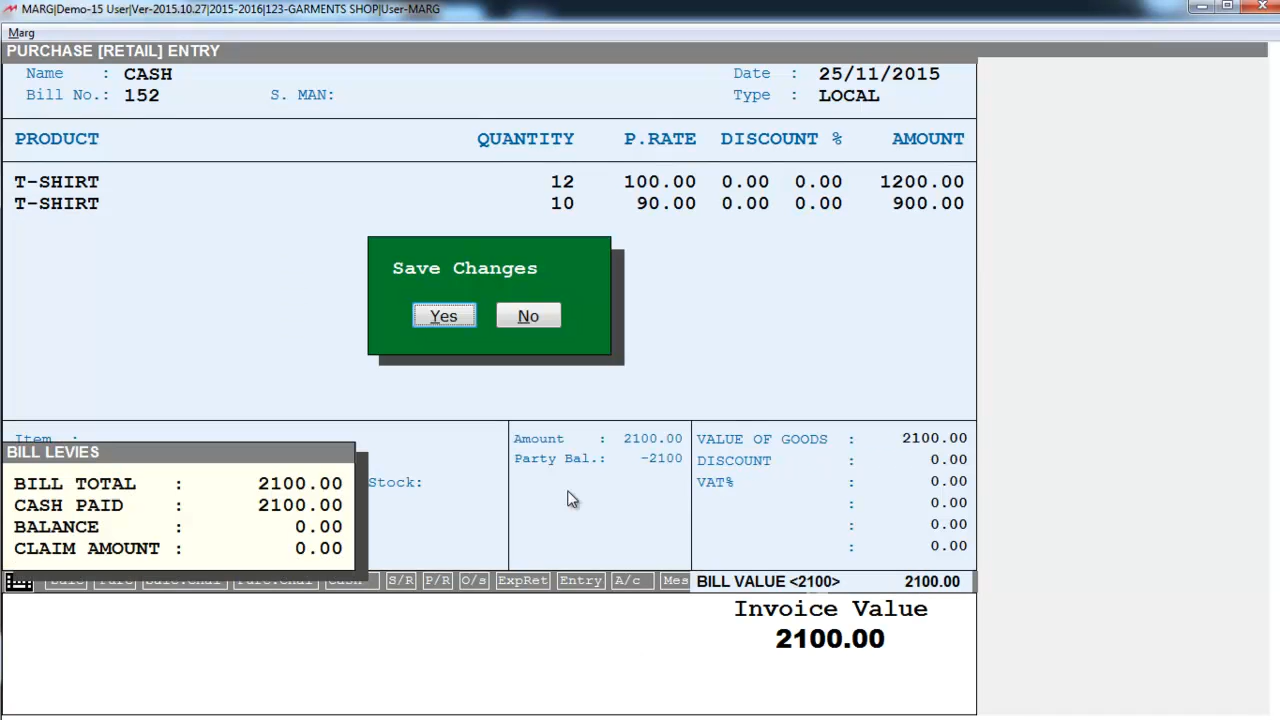 MARG|Demo-15 User|Ver-2015.10.27|2015-2016|123-GARMENTS SHOP|User-MARG
Marg
PURCHASE [RETAIL] ENTRY
Name : CASH Date : 25/11/2015
Bill No.: 152 S. MAN: Type : LOCAL
PRODUCT QUANTITY P.RATE DISCOUNT % AMOUNT
T-SHIRT 12 100.00 0.00 0.00 1200.00
T-SHIRT 10 90.00 0.00 0.00 900.00
Save Changes
Yes No
Item :
Stock:
BILL LEVIES
BILL TOTAL : 2100.00
CASH PAID : 2100.00
BALANCE : 0.00
CLAIM AMOUNT : 0.00
Amount : 2100.00
Party Bal.: -2100
VALUE OF GOODS : 2100.00
DISCOUNT : 0.00
VAT% : 0.00
: 0.00
: 0.00
: 0.00
S/R P/R O/s ExpRet Entry A/c Mes
BILL VALUE <2100> 2100.00
Invoice Value
2100.00